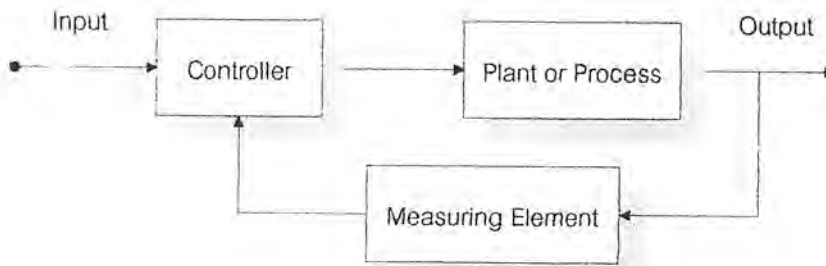 Input
Output
Controller
Plant or Process
Measuring Element